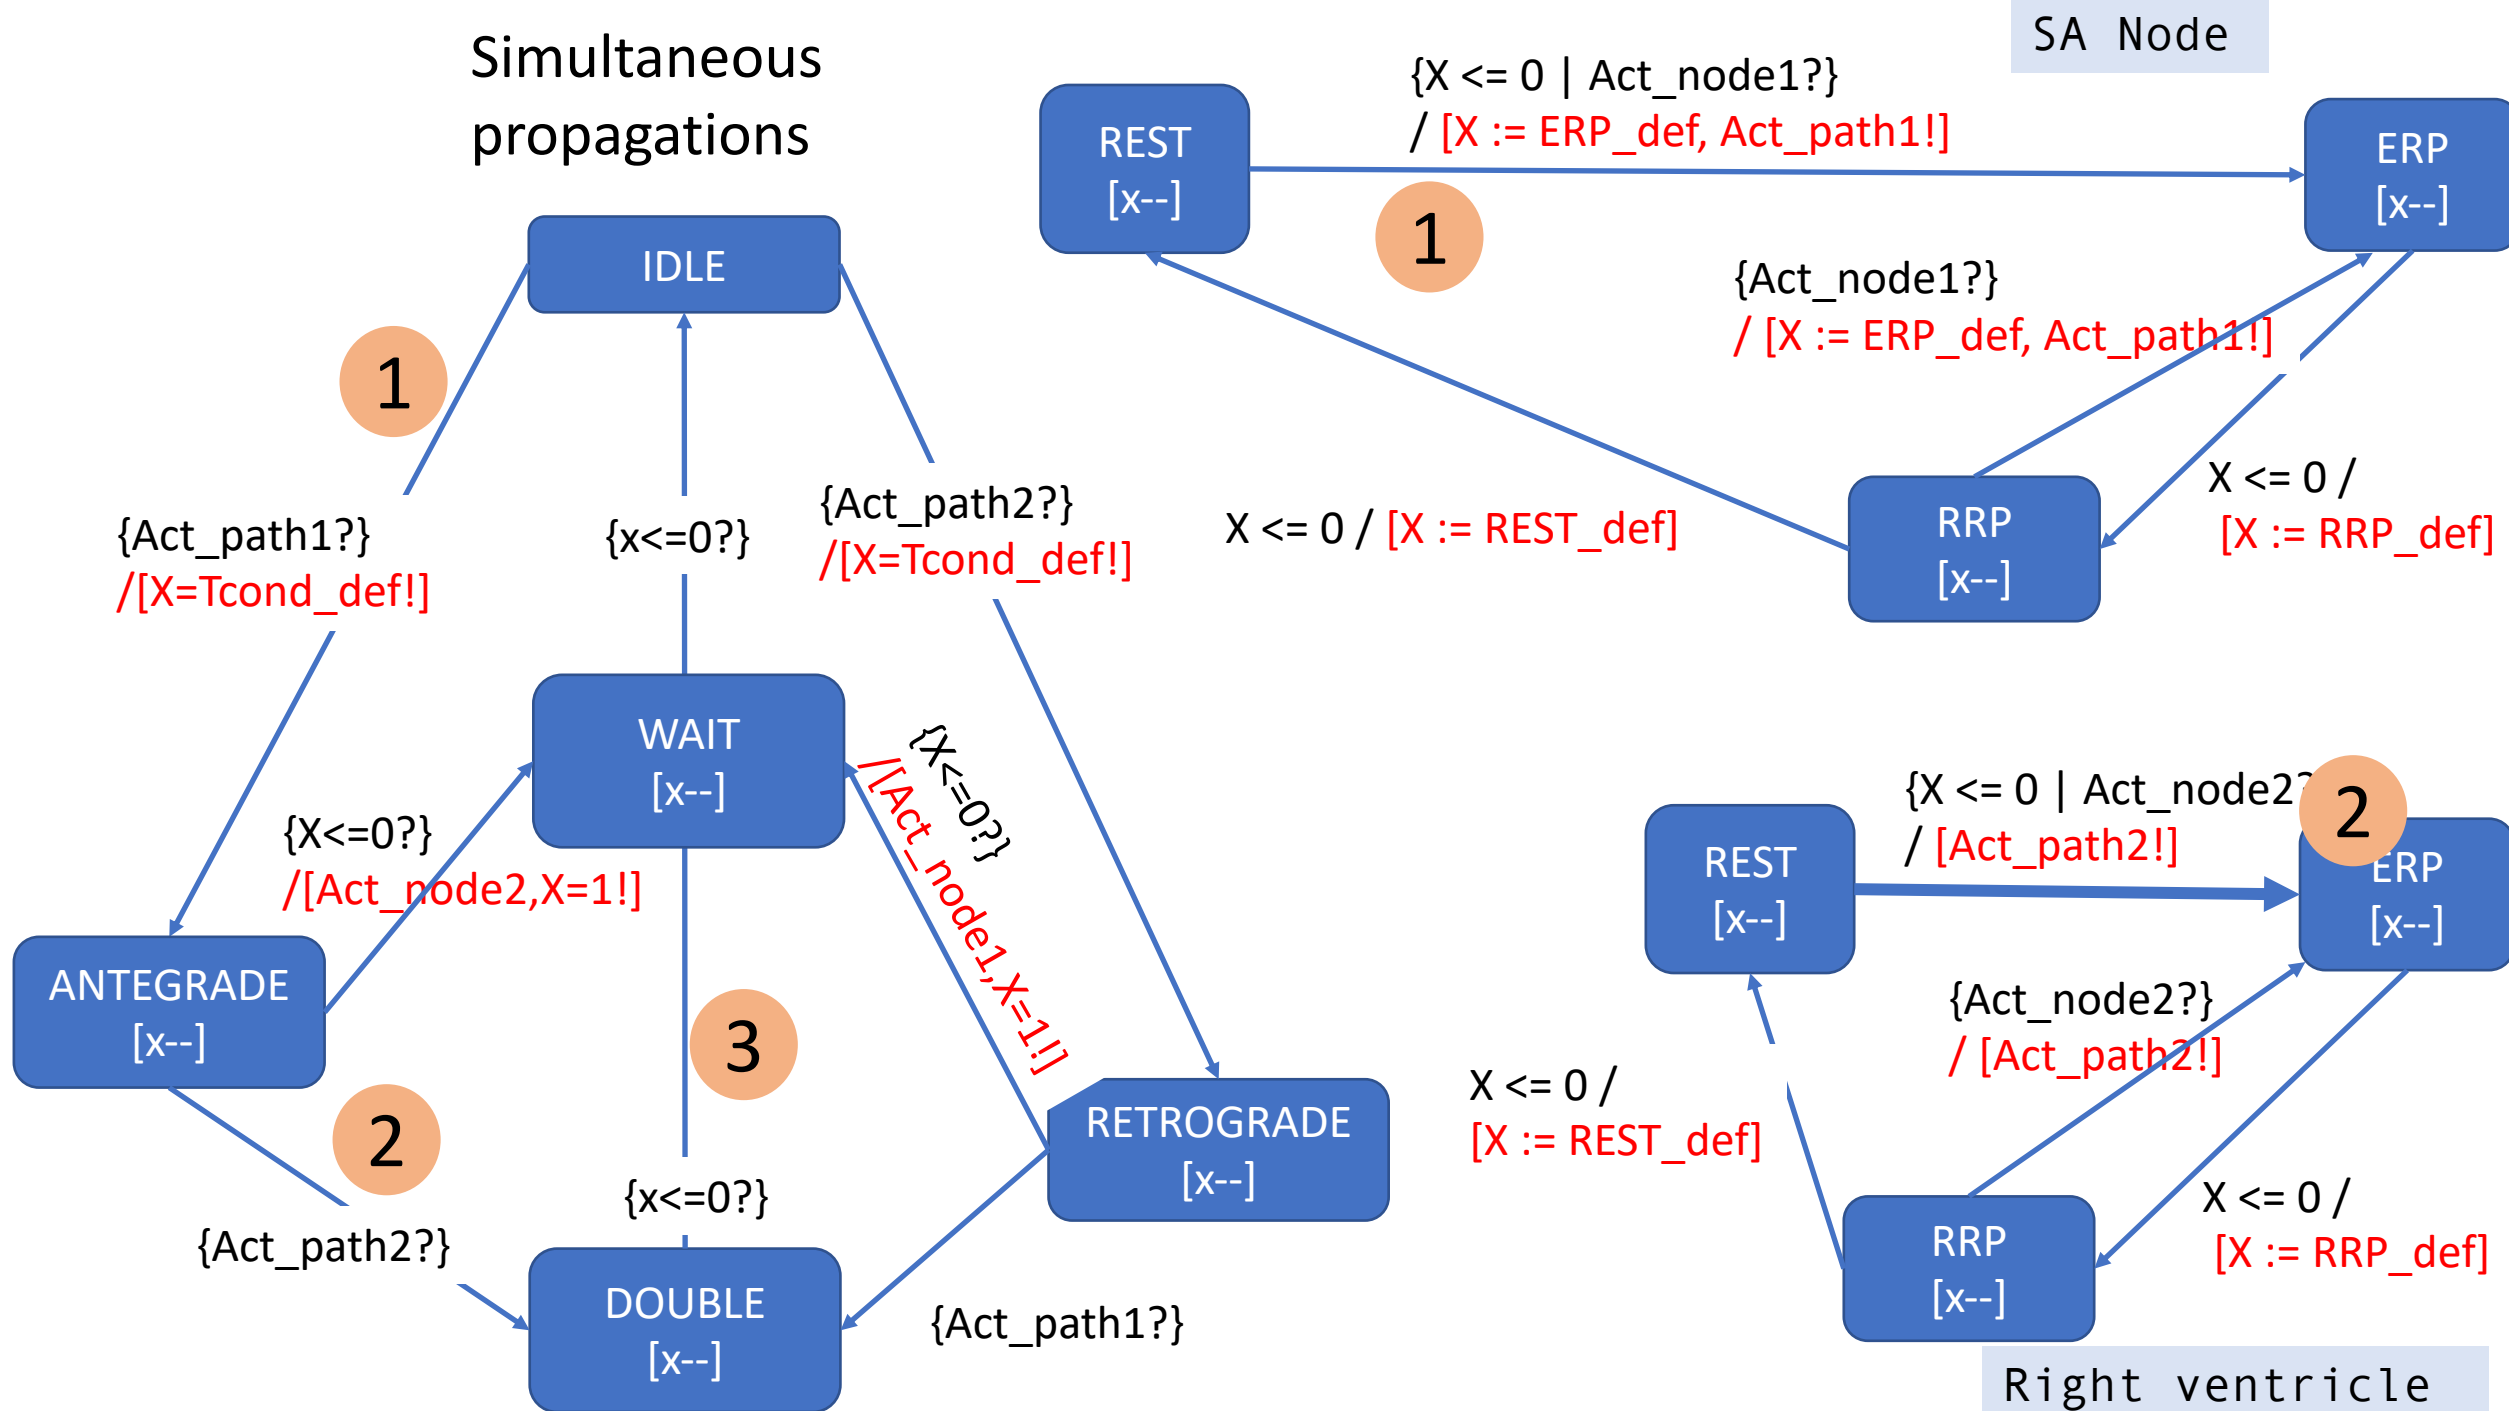 Simultaneous
propagations
SA Node
{X <= 0 | Act_node1?}
/ [X := ERP_def, Act_path1!]
REST
[x--]
ERP
[x--]
1
{Act_node1?}
/ [X := ERP_def, Act_path1!]
X <= 0 / [X := REST_def]
RRP
[x--]
X <= 0 /
[X := RRP_def]
IDLE
1
{Act_path1?}
/[X=Tcond_def!]
{x<=0?}
{Act_path2?}
/[X=Tcond_def!]
WAIT
[x--]
{X<=0?}
/[Act_node2,X=1!]
{X<=0?}
/[Act_node1,X=1!]
ANTEGRADE
[x--]
2
3
RETROGRADE
[x--]
{Act_path2?}
{x<=0?}
DOUBLE
[x--]
{Act_path1?}
{X <= 0 | Act_node2?
/ [Act_path2!]
2
REST
[x--]
ERP
[x--]
{Act_node2?}
/ [Act_path2!]
X <= 0 /
[X := REST_def]
RRP
[x--]
X <= 0 /
[X := RRP_def]
Right ventricle